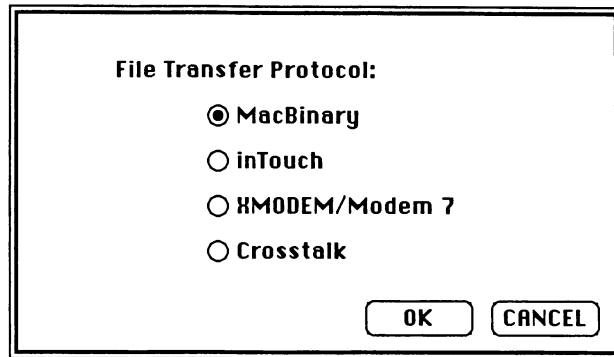 File Transfer Protocol:
MacBinary
inTouch
XMODEM/Modem 7
Crosstalk
OK CANCEL